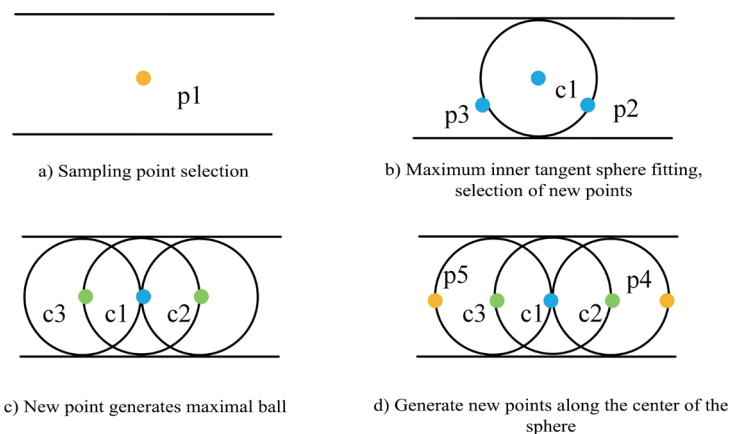 p1
a) Sampling point selection
c1
p3
p2
b) Maximum inner tangent sphere fitting,
selection of new points
c3
c1
c2
c) New point generates maximal ball
p5
p4
c3
c1
c2
d) Generate new points along the center of the
sphere